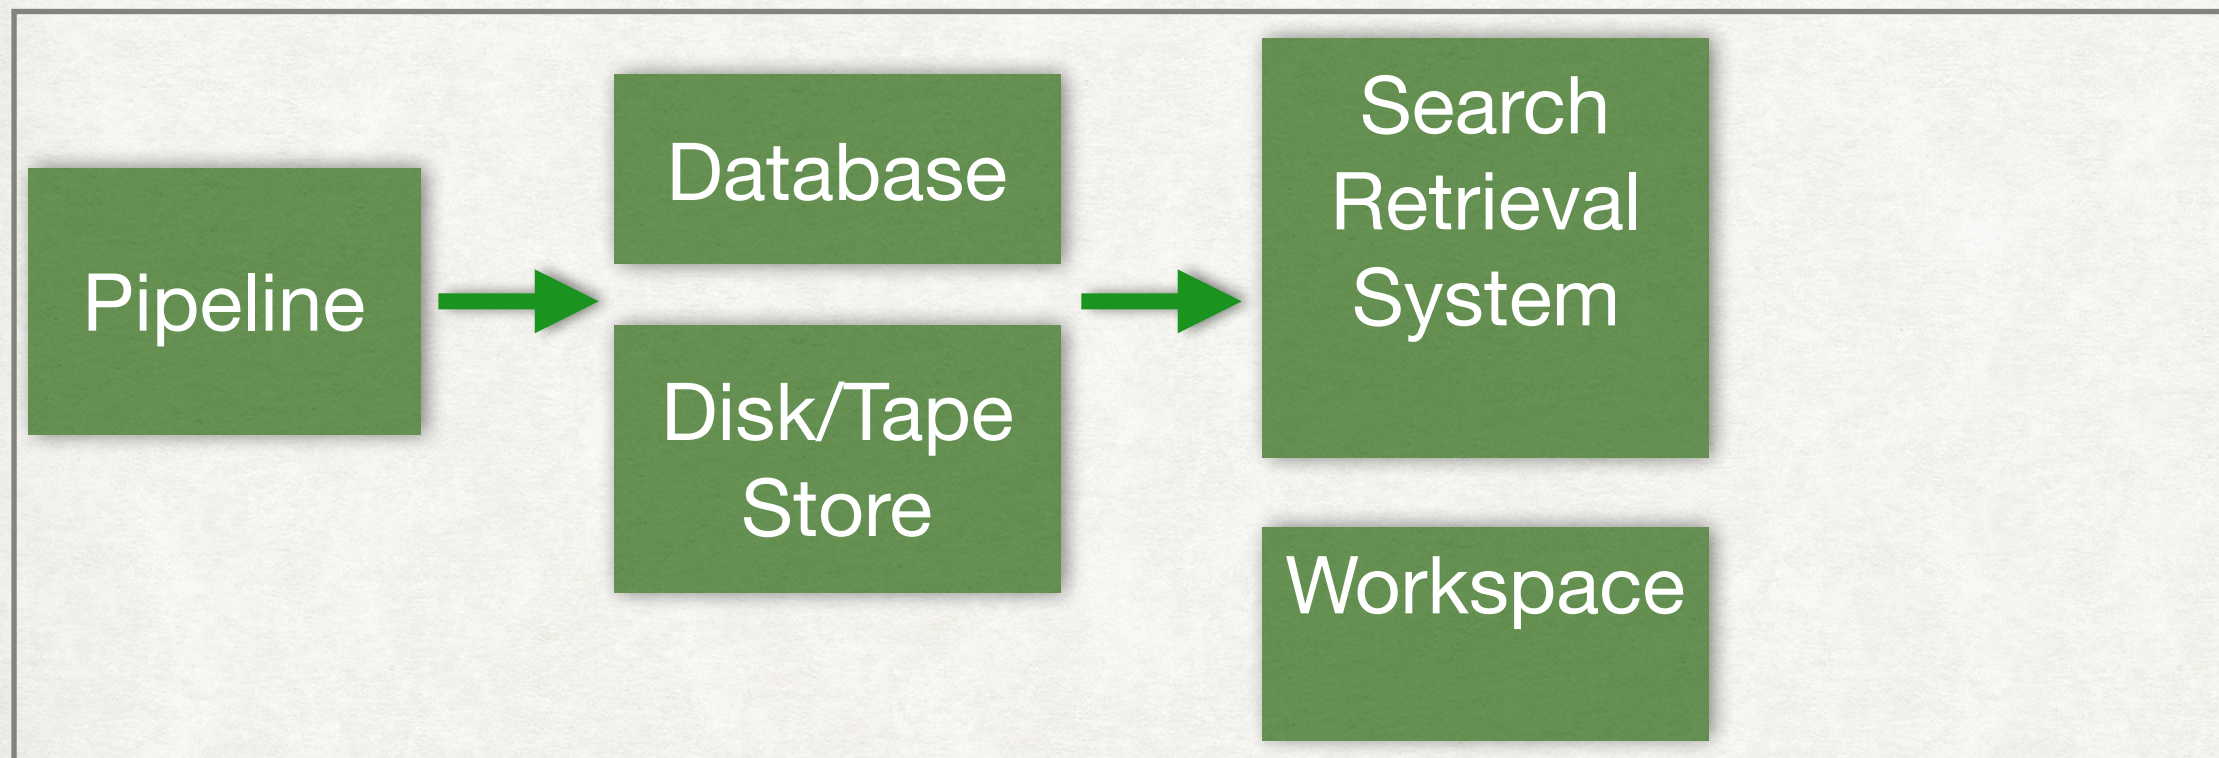 Pipeline
Database
Disk/Tape
Store
Search
Retrieval
System
Workspace